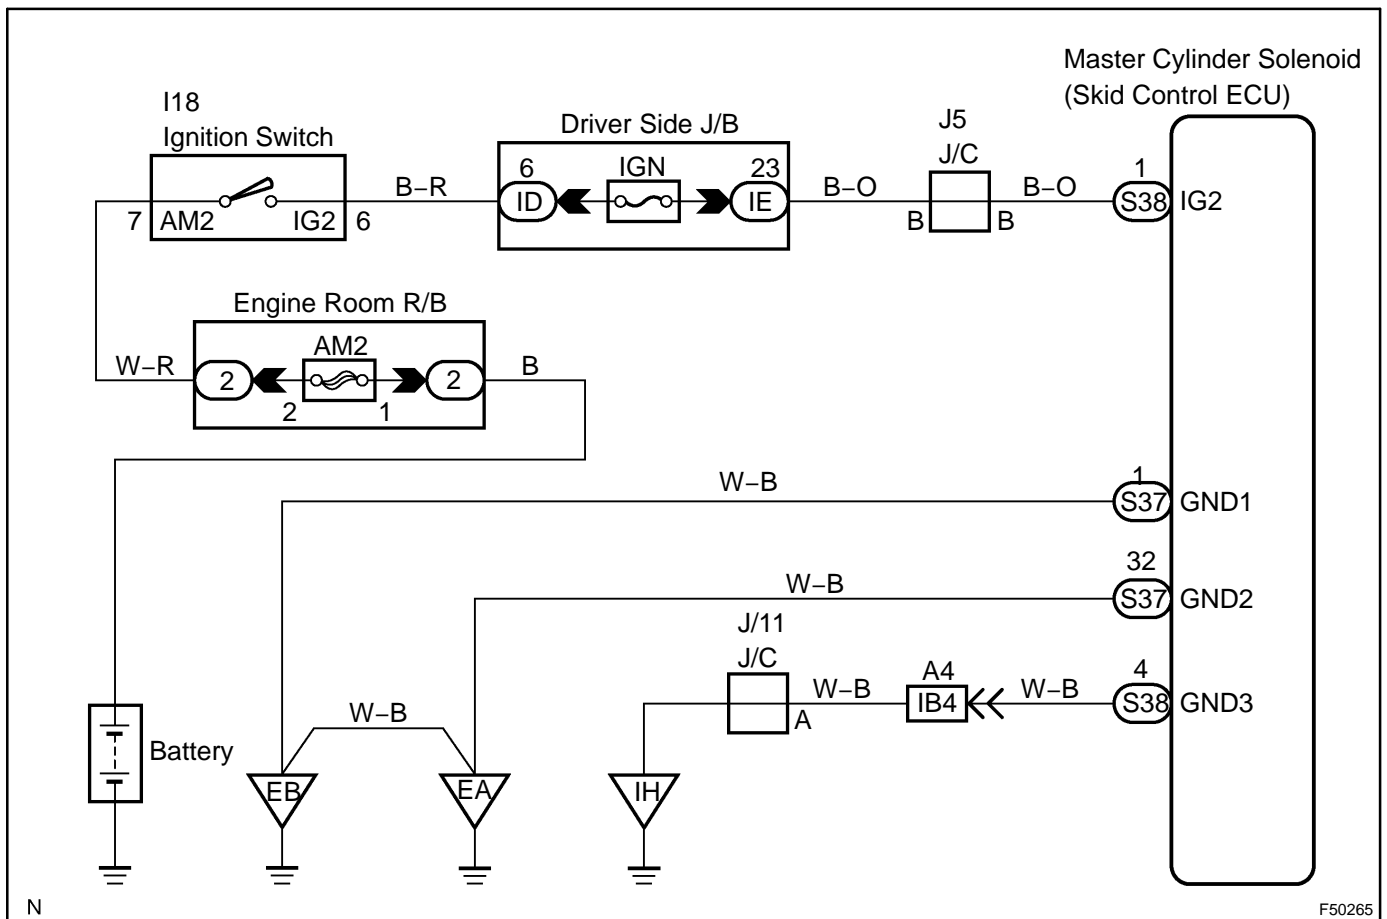 Master Cylinder Solenoid
(Skid Control ECU)
I18
Ignition Switch
7 AM2 IG2 6
B–R
Driver Side J/B
6 IGN 23
ID IE
B–O
J5
J/C
B B
B–O
1
S38 IG2
Engine Room R/B
AM2
W–R
2 2
2 1
B
W–B
1
S37 GND1
W–B
32
S37 GND2
J/11
J/C
A
W–B
A4
IB4
W–B
4
S38 GND3
Battery
W–B
EB EA IH
N
F50265